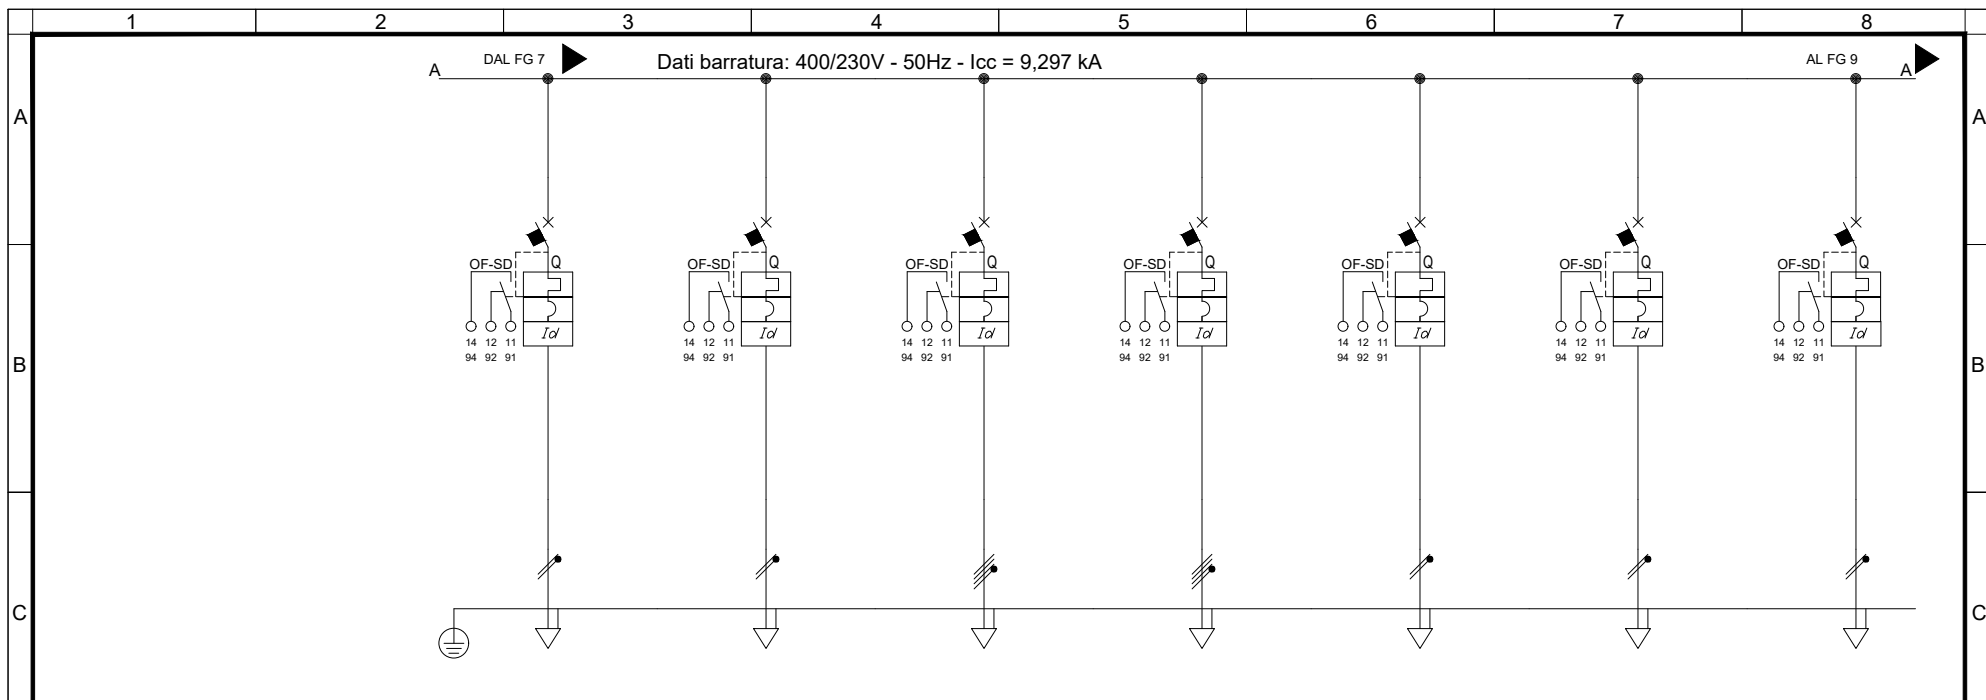 1 2 3 4 5 6 7 8
DAL FG 7 Dati barratura: 400/230V - 50Hz - Icc = 9,297 kA AL FG 9
A A
A A
OF-SD Q OF-SD Q OF-SD Q OF-SD Q OF-SD Q OF-SD Q OF-SD Q
Id Id Id Id Id Id Id
14 12 11 14 12 11 14 12 11 14 12 11 14 12 11 14 12 11 14 12 11
94 92 91 94 92 91 94 92 91 94 92 91 94 92 91 94 92 91 94 92 91
B B
C C